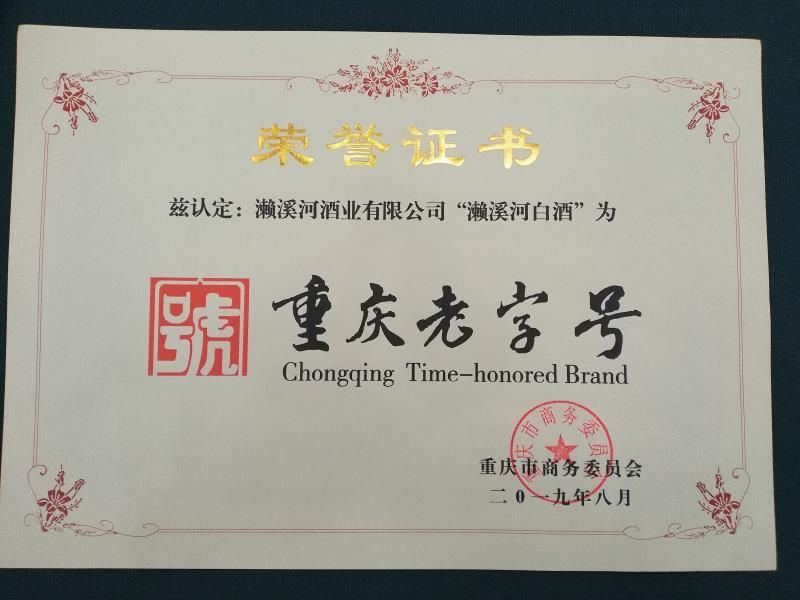 荣誉证书
兹认定：濑溪河酒业有限公司“濑溪河白酒”为
號
重庆老字号
Chongqing Time-honored Brand
重庆市商务委员会
重庆市商务委员会
二0一九年八月